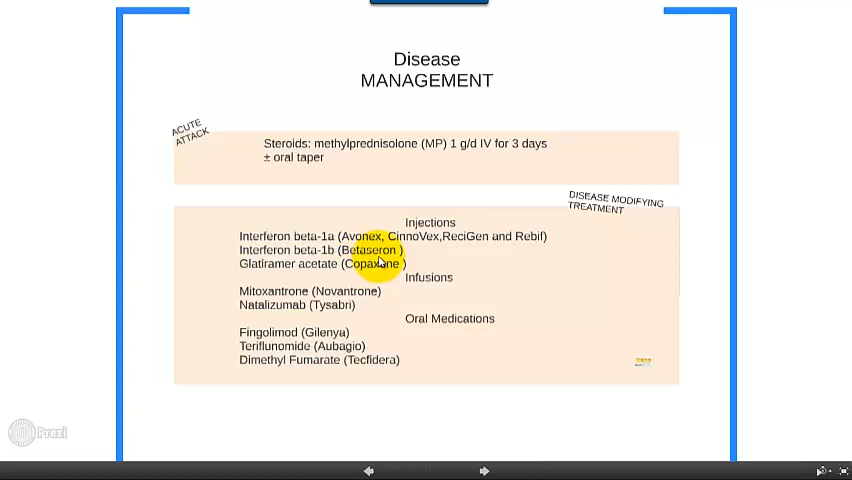 Disease
MANAGEMENT
ACUTE
ATTACK
Steroids: methylprednisolone (MP) 1 g/d IV for 3 days
± oral taper
DISEASE MODIFYING
TREATMENT
Injections
Interferon beta-1a (Avonex, CinnoVex,ReciGen and Rebif)
Interferon beta-1b (Betaseron )
Glatiramer acetate (Copaxone )
Infusions
Mitoxantrone (Novantrone)
Natalizumab (Tysabri)
Oral Medications
Fingolimod (Gilenya)
Teriflunomide (Aubagio)
Dimethyl Fumarate (Tecfidera)
Prezi